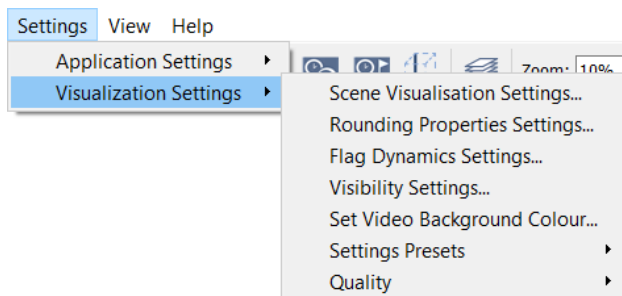 Settings View Help
Application Settings
Zoom: 10%
Visualization Settings
Scene Visualisation Settings...
Rounding Properties Settings...
Flag Dynamics Settings...
Visibility Settings...
Set Video Background Colour...
Settings Presets
Quality